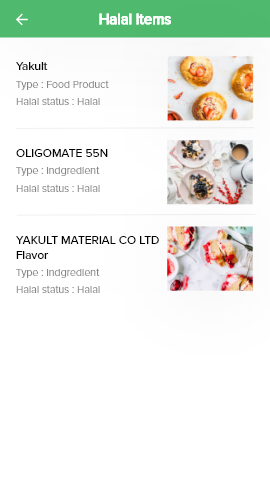 Halal Items
Yakult
Type : Food Product
Halal status : Halal
OLIGOMATE 55N
Type : Indgredient
Halal status : Halal
YAKULT MATERIAL CO LTD
Flavor
Type : Indgredient
Halal status : Halal